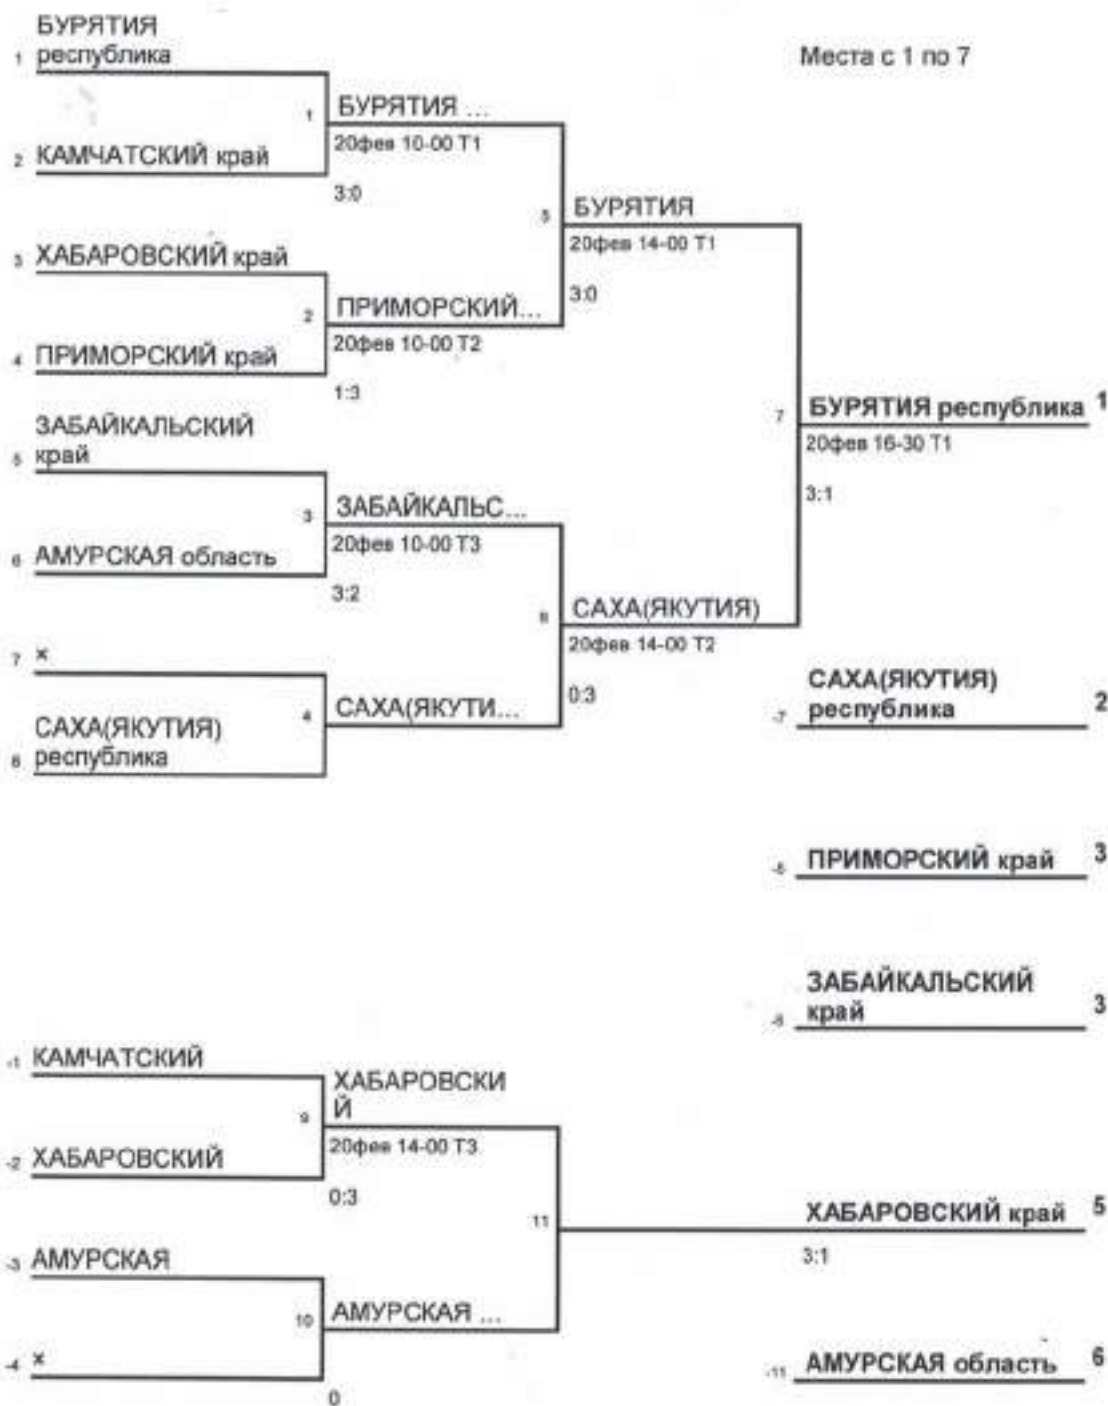 БУРЯТИЯ
1 республика
Места с 1 по 7
1 БУРЯТИЯ ...
20фев 10-00 Т1
2 КАМЧАТСКИЙ край
3:0
5 БУРЯТИЯ
20фев 14-00 Т1
3 ХАБАРОВСКИЙ край
3:0
2 ПРИМОРСКИЙ...
20фев 10-00 Т2
4 ПРИМОРСКИЙ край
1:3
7 БУРЯТИЯ республика 1
20фев 16-30 Т1
3:1
ЗАБАЙКАЛЬСКИЙ
5 край
3 ЗАБАЙКАЛЬС...
20фев 10-00 Т3
6 АМУРСКАЯ область
3:2
6 САХА(ЯКУТИЯ)
20фев 14-00 Т2
7 х
0:3
4 САХА(ЯКУТИ...
САХА(ЯКУТИЯ)
8 республика
САХА(ЯКУТИЯ)
-7 республика 2
-5 ПРИМОРСКИЙ край 3
ЗАБАЙКАЛЬСКИЙ
-6 край 3
-1 КАМЧАТСКИЙ
ХАБАРОВСКИ
9 Й
20фев 14-00 Т3
-2 ХАБАРОВСКИЙ
0:3
11 ХАБАРОВСКИЙ край 5
3:1
-3 АМУРСКАЯ
10 АМУРСКАЯ ...
-4 х
0
-11 АМУРСКАЯ область 6